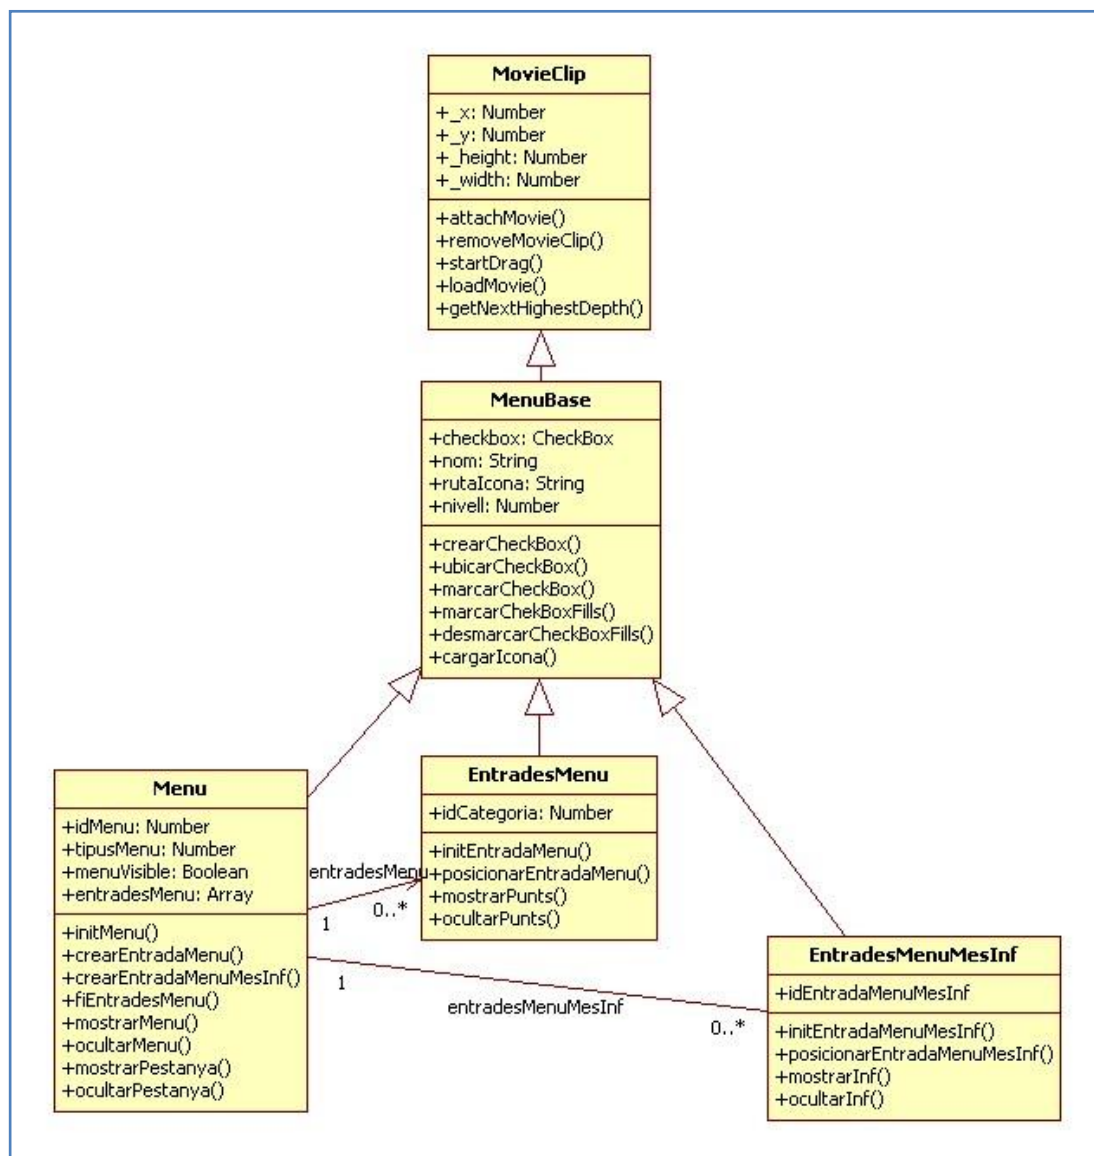 MovieClip
+_x: Number
+_y: Number
+_height: Number
+_width: Number
+attachMovie()
+removeMovieClip()
+startDrag()
+loadMovie()
+getNextHighestDepth()
MenuBase
+checkbox: CheckBox
+nom: String
+rutaIcona: String
+nivell: Number
+crearCheckBox()
+ubicarCheckBox()
+marcarCheckBox()
+marcarChekBoxFills()
+desmarcarCheckBoxFills()
+cargarIcona()
Menu
+idMenu: Number
+tipusMenu: Number
+menuVisible: Boolean
+entradesMenu: Array
+initMenu()
+crearEntradaMenu()
+crearEntradaMenuMesInf()
+fiEntradesMenu()
+mostrarMenu()
+ocultarMenu()
+mostrarPestanya()
+ocultarPestanya()
entradesMenu
1
0..*
EntradesMenu
+idCategoria: Number
+initEntradaMenu()
+posicionarEntradaMenu()
+mostrarPunts()
+ocultarPunts()
1
entradesMenuMesInf
0..*
EntradesMenuMesInf
+idEntradaMenuMesInf
+initEntradaMenuMesInf()
+posicionarEntradaMenuMesInf()
+mostrarInf()
+ocultarInf()